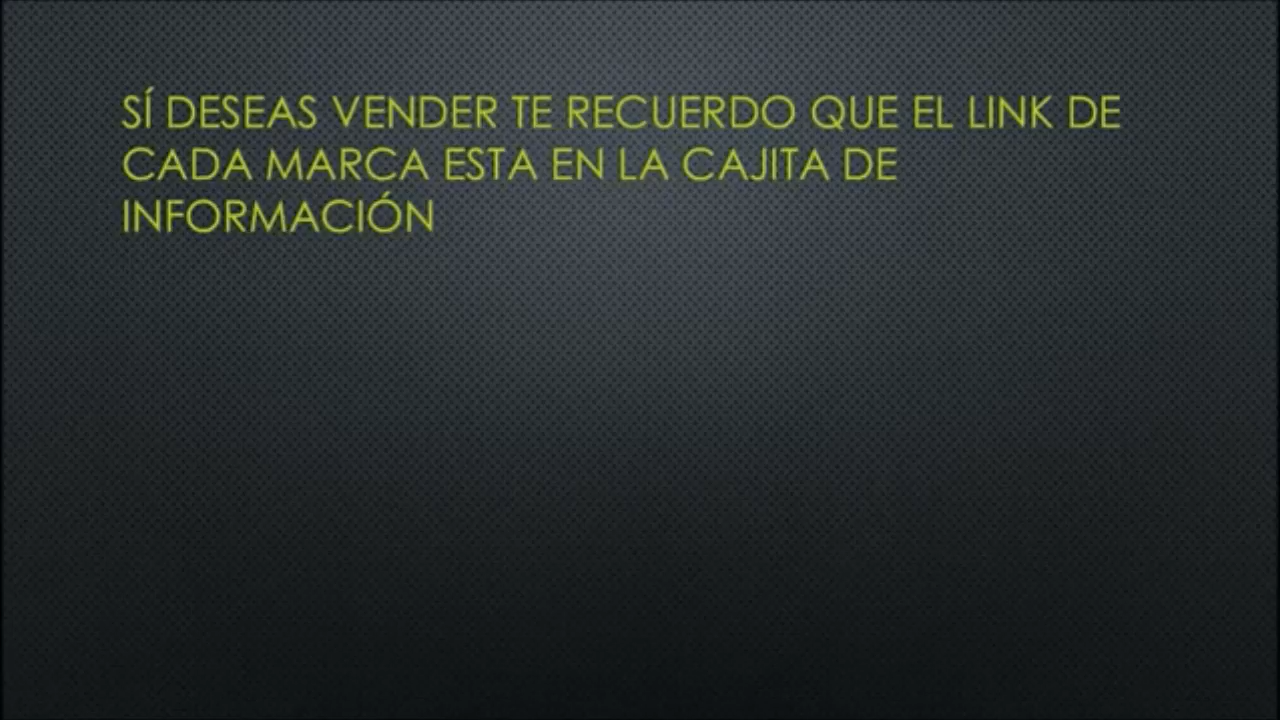 SÍ DESEAS VENDER TE RECUERDO QUE EL LINK DE
CADA MARCA ESTA EN LA CAJITA DE
INFORMACIÓN